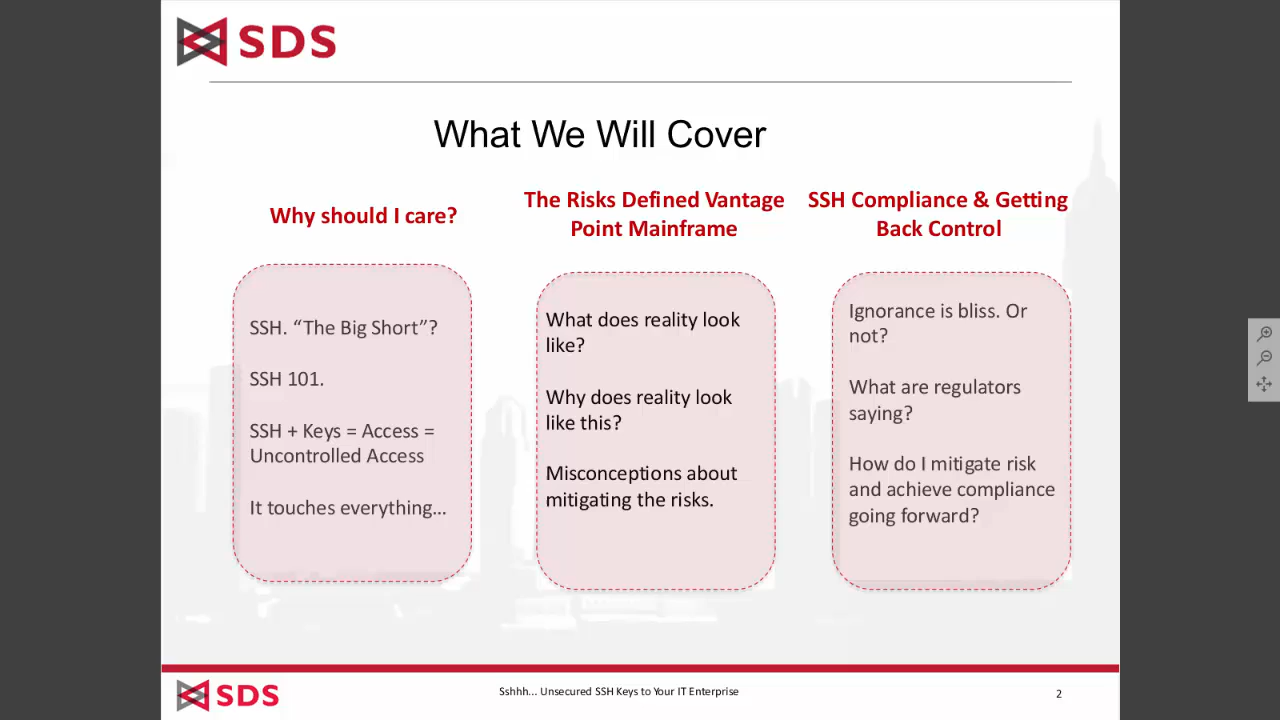 SDS
What We Will Cover
Why should I care?
SSH. “The Big Short”?
SSH 101.
SSH + Keys = Access =
Uncontrolled Access
It touches everything…
The Risks Defined Vantage
Point Mainframe
What does reality look
like?
Why does reality look
like this?
Misconceptions about
mitigating the risks.
SSH Compliance & Getting
Back Control
Ignorance is bliss. Or
not?
What are regulators
saying?
How do I mitigate risk
and achieve compliance
going forward?
SDS
Sshhh... Unsecured SSH Keys to Your IT Enterprise
2